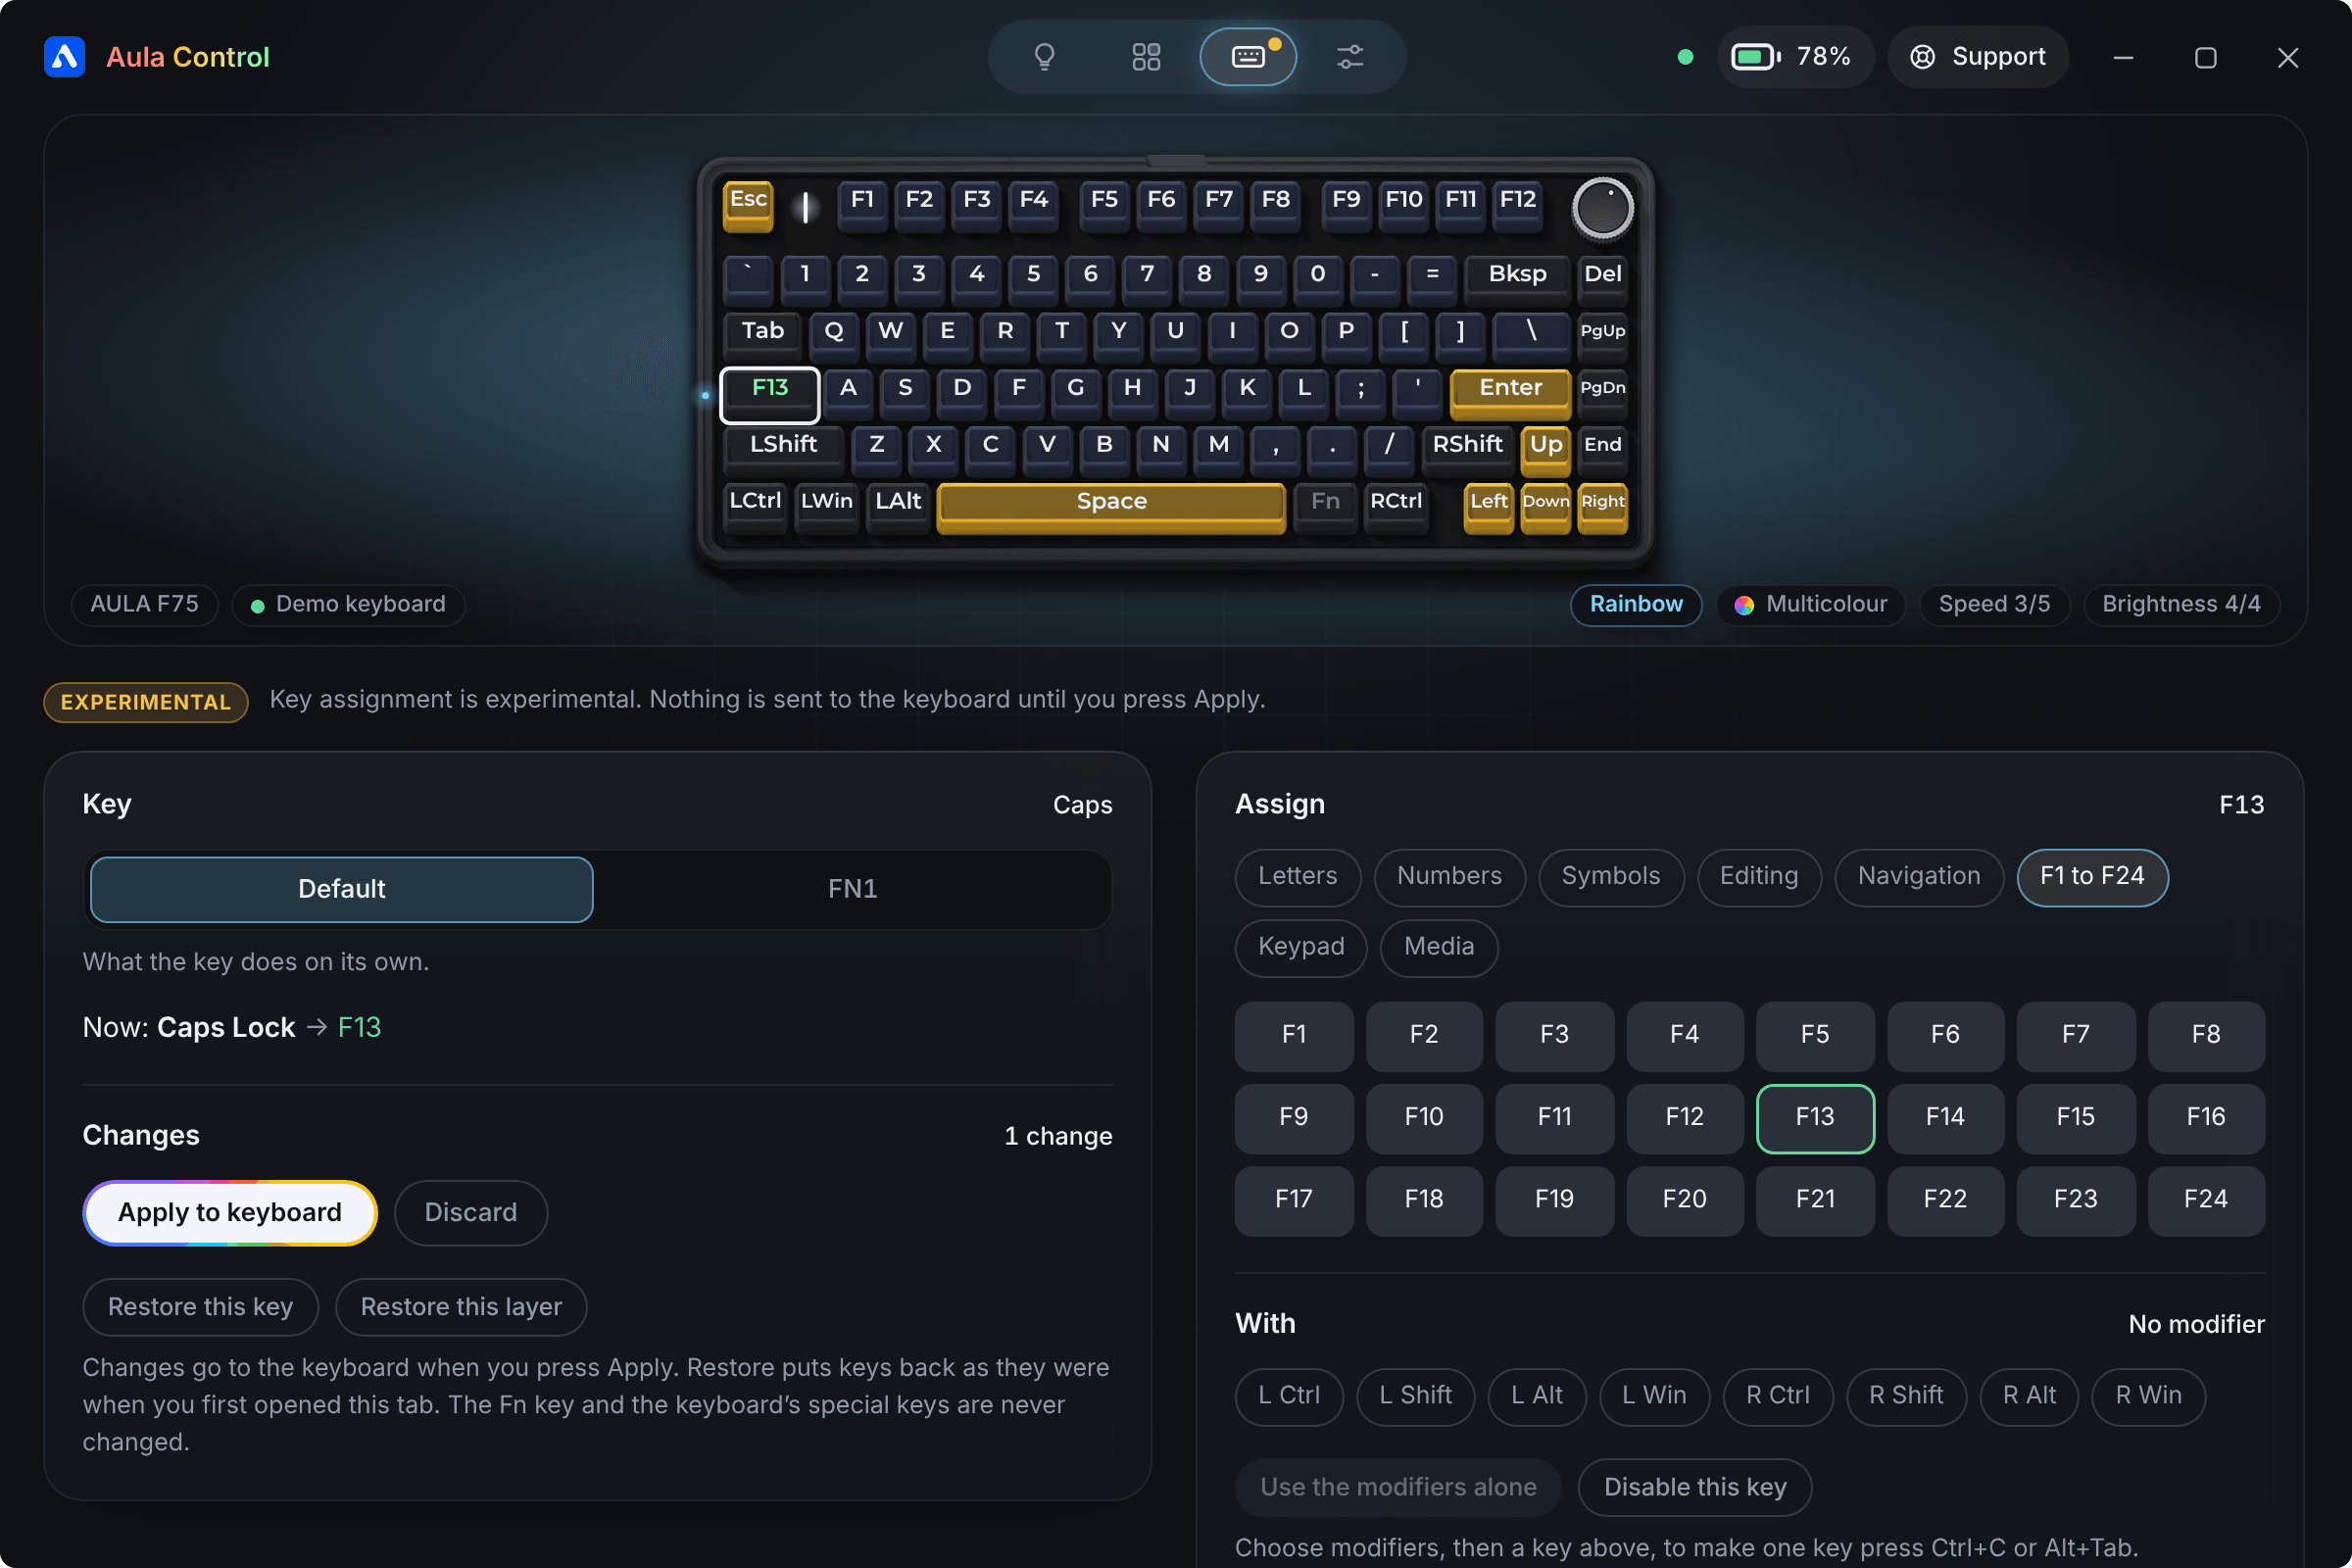 Aula Control
78%
Support
Esc F1 F2 F3 F4 F5 F6 F7 F8 F9 F10 F11 F12
` 1 2 3 4 5 6 7 8 9 0 - = Bksp Del
Tab Q W E R T Y U I O P [ ] \ PgUp
F13 A S D F G H J K L ; ' Enter PgDn
LShift Z X C V B N M , . / RShift Up End
LCtrl LWin LAlt Space Fn RCtrl Left Down Right
AULA F75
Demo keyboard
Rainbow
Multicolour
Speed 3/5
Brightness 4/4
EXPERIMENTAL
Key assignment is experimental. Nothing is sent to the keyboard until you press Apply.
Key
Caps
Default
FN1
What the key does on its own.
Now: Caps Lock → F13
Changes
1 change
Apply to keyboard
Discard
Restore this key
Restore this layer
Changes go to the keyboard when you press Apply. Restore puts keys back as they were
when you first opened this tab. The Fn key and the keyboard’s special keys are never
changed.
Assign
F13
Letters
Numbers
Symbols
Editing
Navigation
F1 to F24
Keypad
Media
F1 F2 F3 F4 F5 F6 F7 F8
F9 F10 F11 F12 F13 F14 F15 F16
F17 F18 F19 F20 F21 F22 F23 F24
With
No modifier
L Ctrl
L Shift
L Alt
L Win
R Ctrl
R Shift
R Alt
R Win
Use the modifiers alone
Disable this key
Choose modifiers, then a key above, to make one key press Ctrl+C or Alt+Tab.